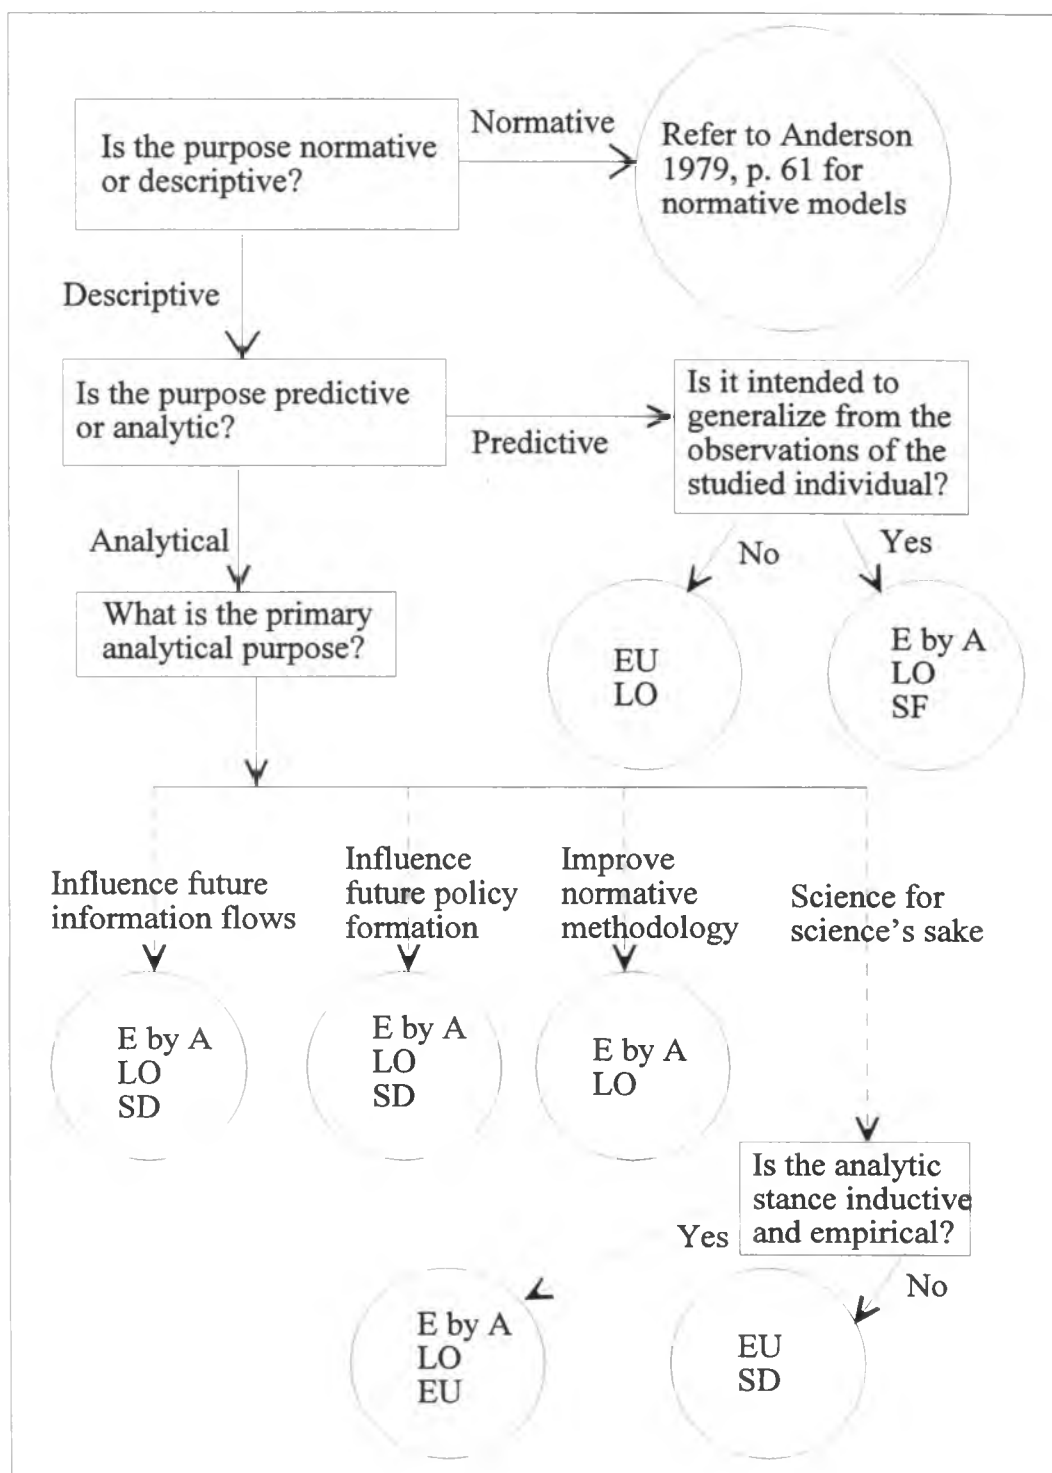 Is the purpose normative
or descriptive?
Normative
Refer to Anderson
1979, p. 61 for
normative models
Descriptive
Is the purpose predictive
or analytic?
Predictive
Is it intended to
generalize from the
observations of the
studied individual?
Analytical
No
Yes
What is the primary
analytical purpose?
EU
LO
E by A
LO
SF
Influence future
information flows
Influence
future policy
formation
Improve
normative
methodology
Science for
science's sake
E by A
LO
SD
E by A
LO
SD
E by A
LO
Is the analytic
stance inductive
and empirical?
Yes
No
E by A
LO
EU
EU
SD